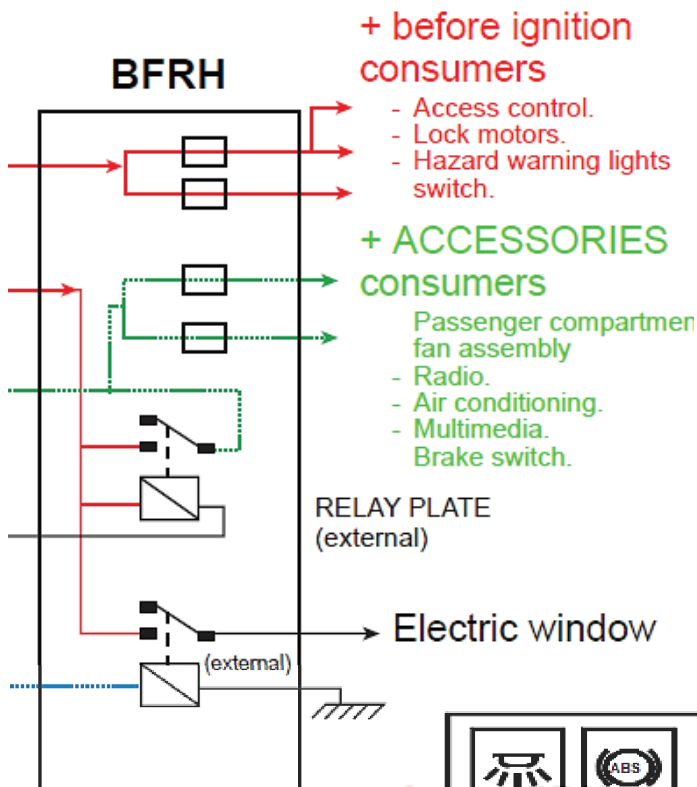 + before ignition
consumers
BFRH
- Access control.
- Lock motors.
- Hazard warning lights
switch.
+ ACCESSORIES
consumers
Passenger compartmen
fan assembly
- Radio.
- Air conditioning.
- Multimedia.
Brake switch.
RELAY PLATE
(external)
Electric window
(external)
ABS